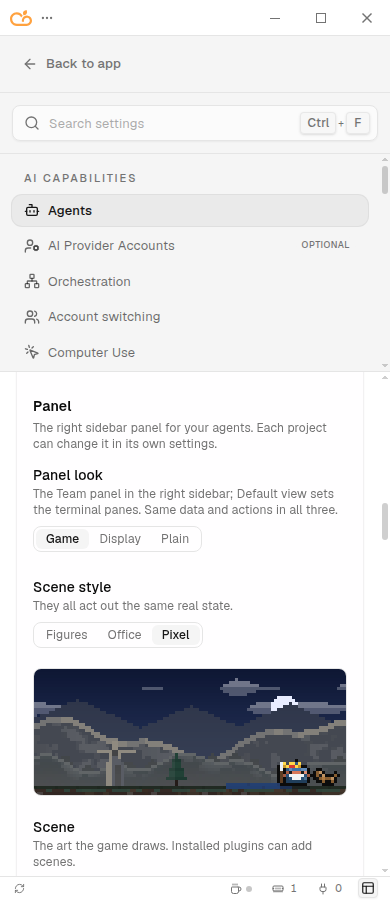 Back to app
Search settings
Ctrl + F
AI CAPABILITIES
Agents
AI Provider Accounts OPTIONAL
Orchestration
Account switching
Computer Use
Panel
The right sidebar panel for your agents. Each project
can change it in its own settings.
Panel look
The Team panel in the right sidebar; Default view sets
the terminal panes. Same data and actions in all three.
Game Display Plain
Scene style
They all act out the same real state.
Figures Office Pixel
Scene
The art the game draws. Installed plugins can add
scenes.
1 0